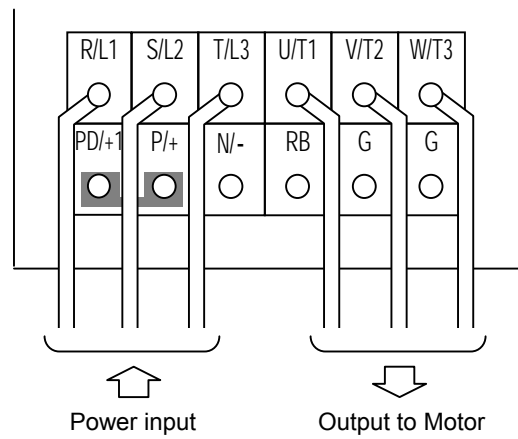 R/L1 S/L2 T/L3 U/T1 V/T2 W/T3
PD/+1 P/+ N/- RB G G
Power input Output to Motor